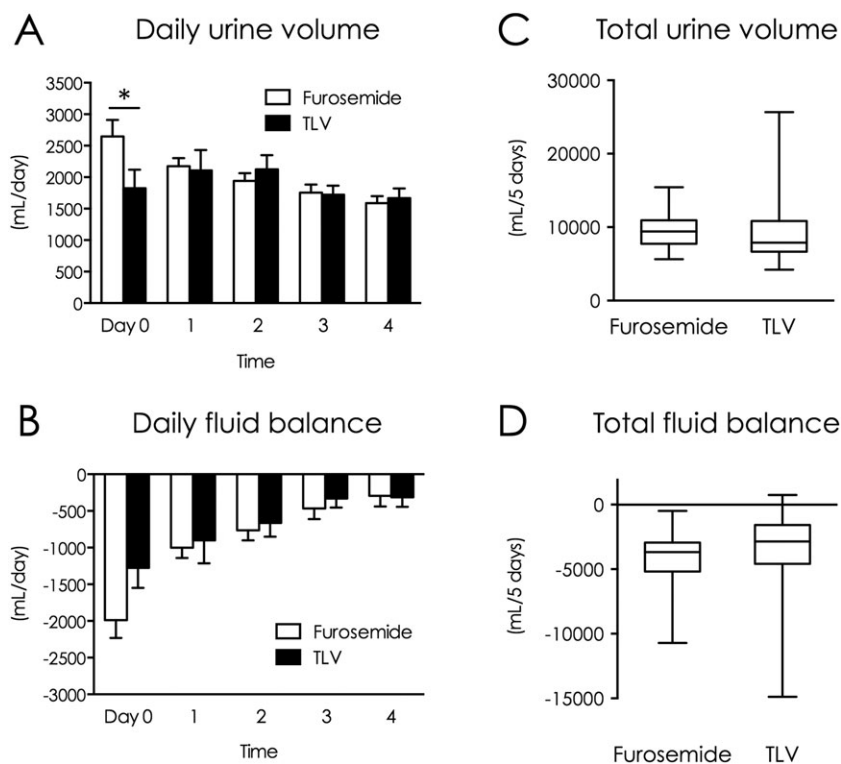 A
Daily urine volume
3500
3000
2500
2000
1500
1000
500
0
(mL/day)
*
Furosemide
TLV
Day 0 1 2 3 4
Time
C
Total urine volume
30000
20000
10000
0
(mL/5 days)
Furosemide TLV
B
Daily fluid balance
0
-500
-1000
-1500
-2000
-2500
-3000
(mL/day)
Furosemide
TLV
Day 0 1 2 3 4
Time
D
Total fluid balance
0
-5000
-10000
-15000
(mL/5 days)
Furosemide TLV